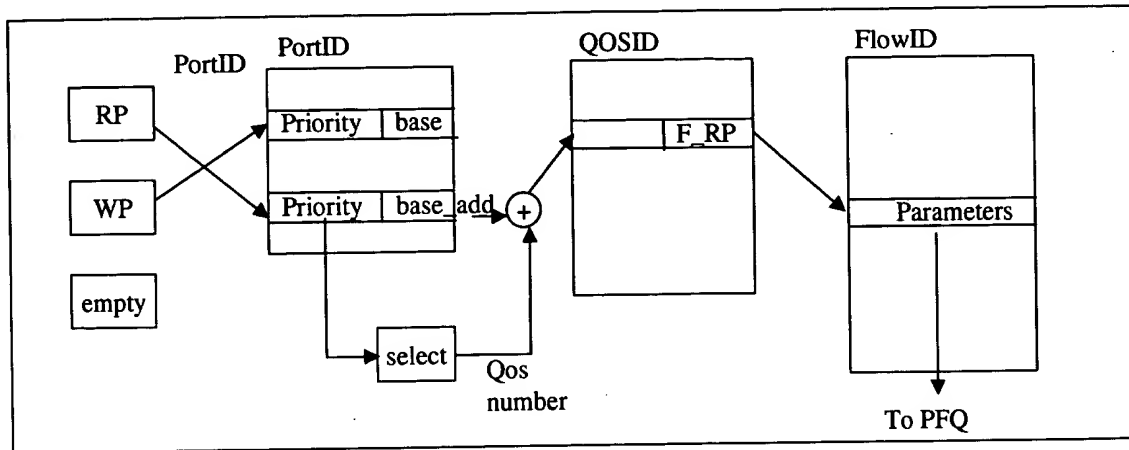 PortID
PortID
QOSID
FlowID
RP
Priority
base
F_RP
WP
Priority
base_add
+
Parameters
empty
select
Qos
number
To PFQ